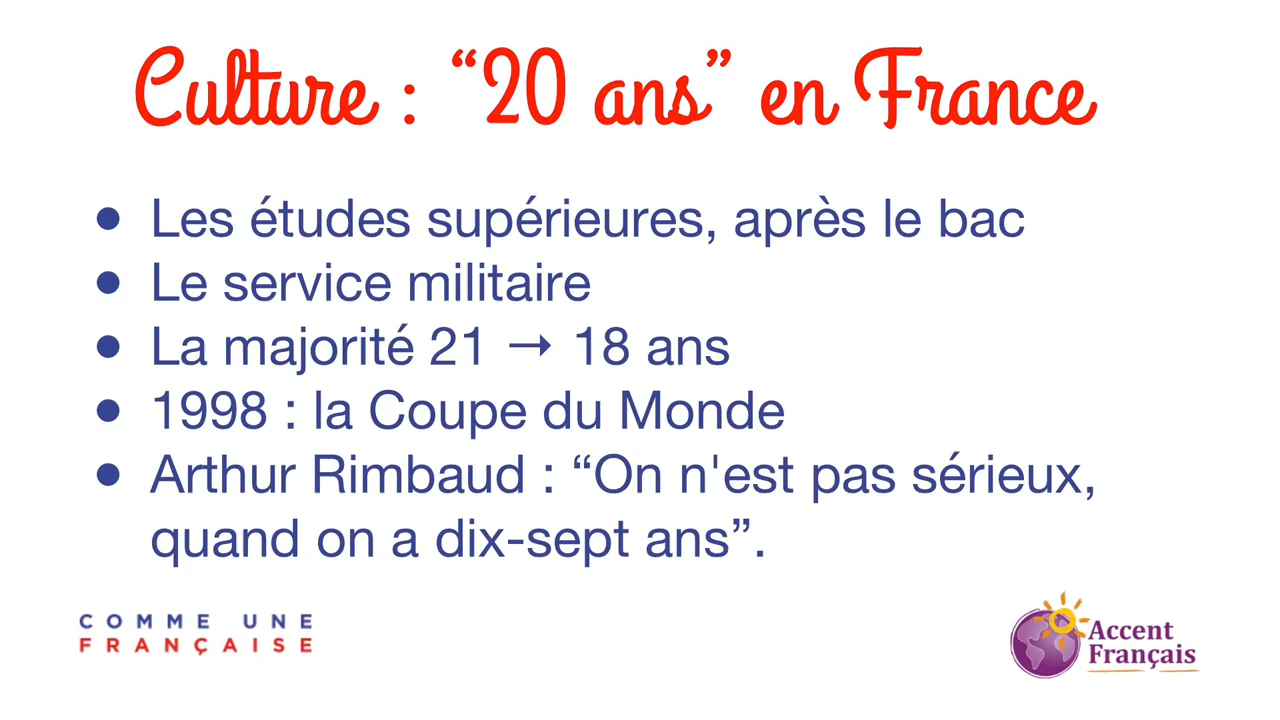 Culture : “20 ans” en France
● Les études supérieures, après le bac
● Le service militaire
● La majorité 21 → 18 ans
● 1998 : la Coupe du Monde
● Arthur Rimbaud : “On n'est pas sérieux,
quand on a dix-sept ans”.
COMME UNE
FRANÇAISE
Accent
Français